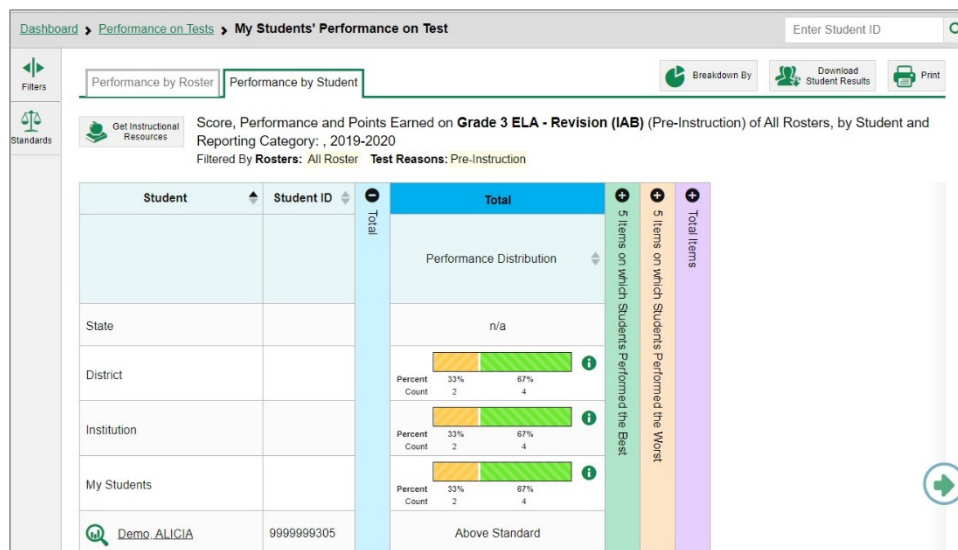 Dashboard > Performance on Tests > My Students' Performance on Test
Enter Student ID
Filters
Standards
Performance by Roster
Performance by Student
Breakdown By
Download
Student Results
Print
Get Instructional
Resources
Score, Performance and Points Earned on Grade 3 ELA - Revision (IAB) (Pre-Instruction) of All Rosters, by Student and
Reporting Category: , 2019-2020
Filtered By Rosters: All Roster Test Reasons: Pre-Instruction
Student
Student ID
Total
Total
5 Items on which Students Performed the Best
5 Items on which Students Performed the Worst
Total Items
Performance Distribution
State
n/a
District
Percent 33% 67%
Count 2 4
Institution
Percent 33% 67%
Count 2 4
My Students
Percent 33% 67%
Count 2 4
Demo, ALICIA 9999999305 Above Standard